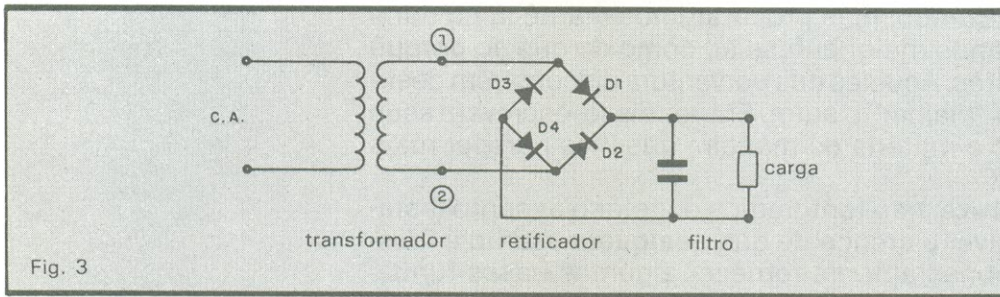 ①
D3 D1
C.A.
D4
D2
carga
②
transformador retificador filtro
Fig. 3